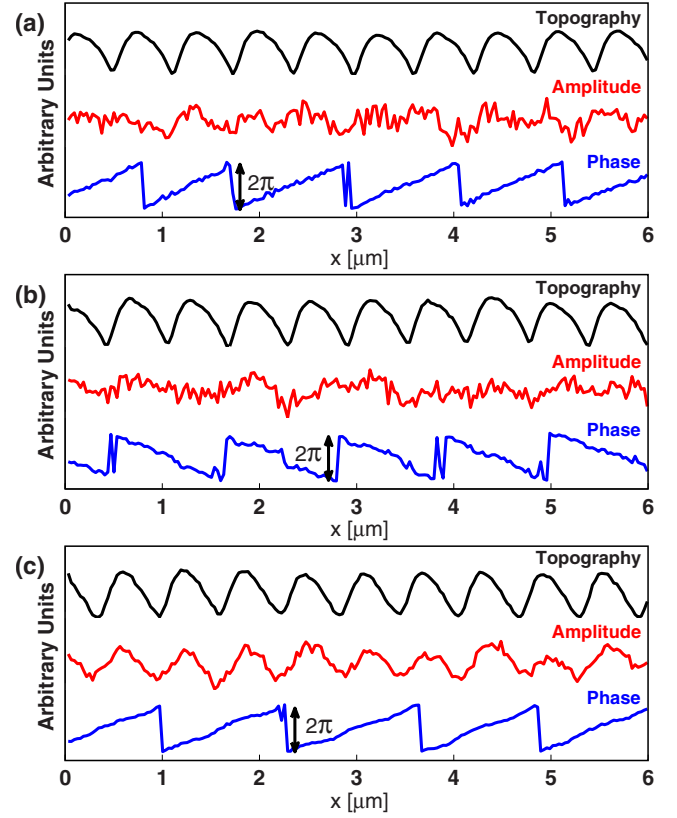 (a)
Topography
Amplitude
Phase
2π
Arbitrary Units
0 1 2 3 4 5 6
x [μm]
(b)
Topography
Amplitude
Phase
2π
Arbitrary Units
0 1 2 3 4 5 6
x [μm]
(c)
Topography
Amplitude
Phase
2π
Arbitrary Units
0 1 2 3 4 5 6
x [μm]